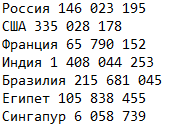 Россия 146 023 195
США 335 028 178
Франция 65 790 152
Индия 1 408 044 253
Бразилия 215 681 045
Египет 105 838 455
Сингапур 6 058 739